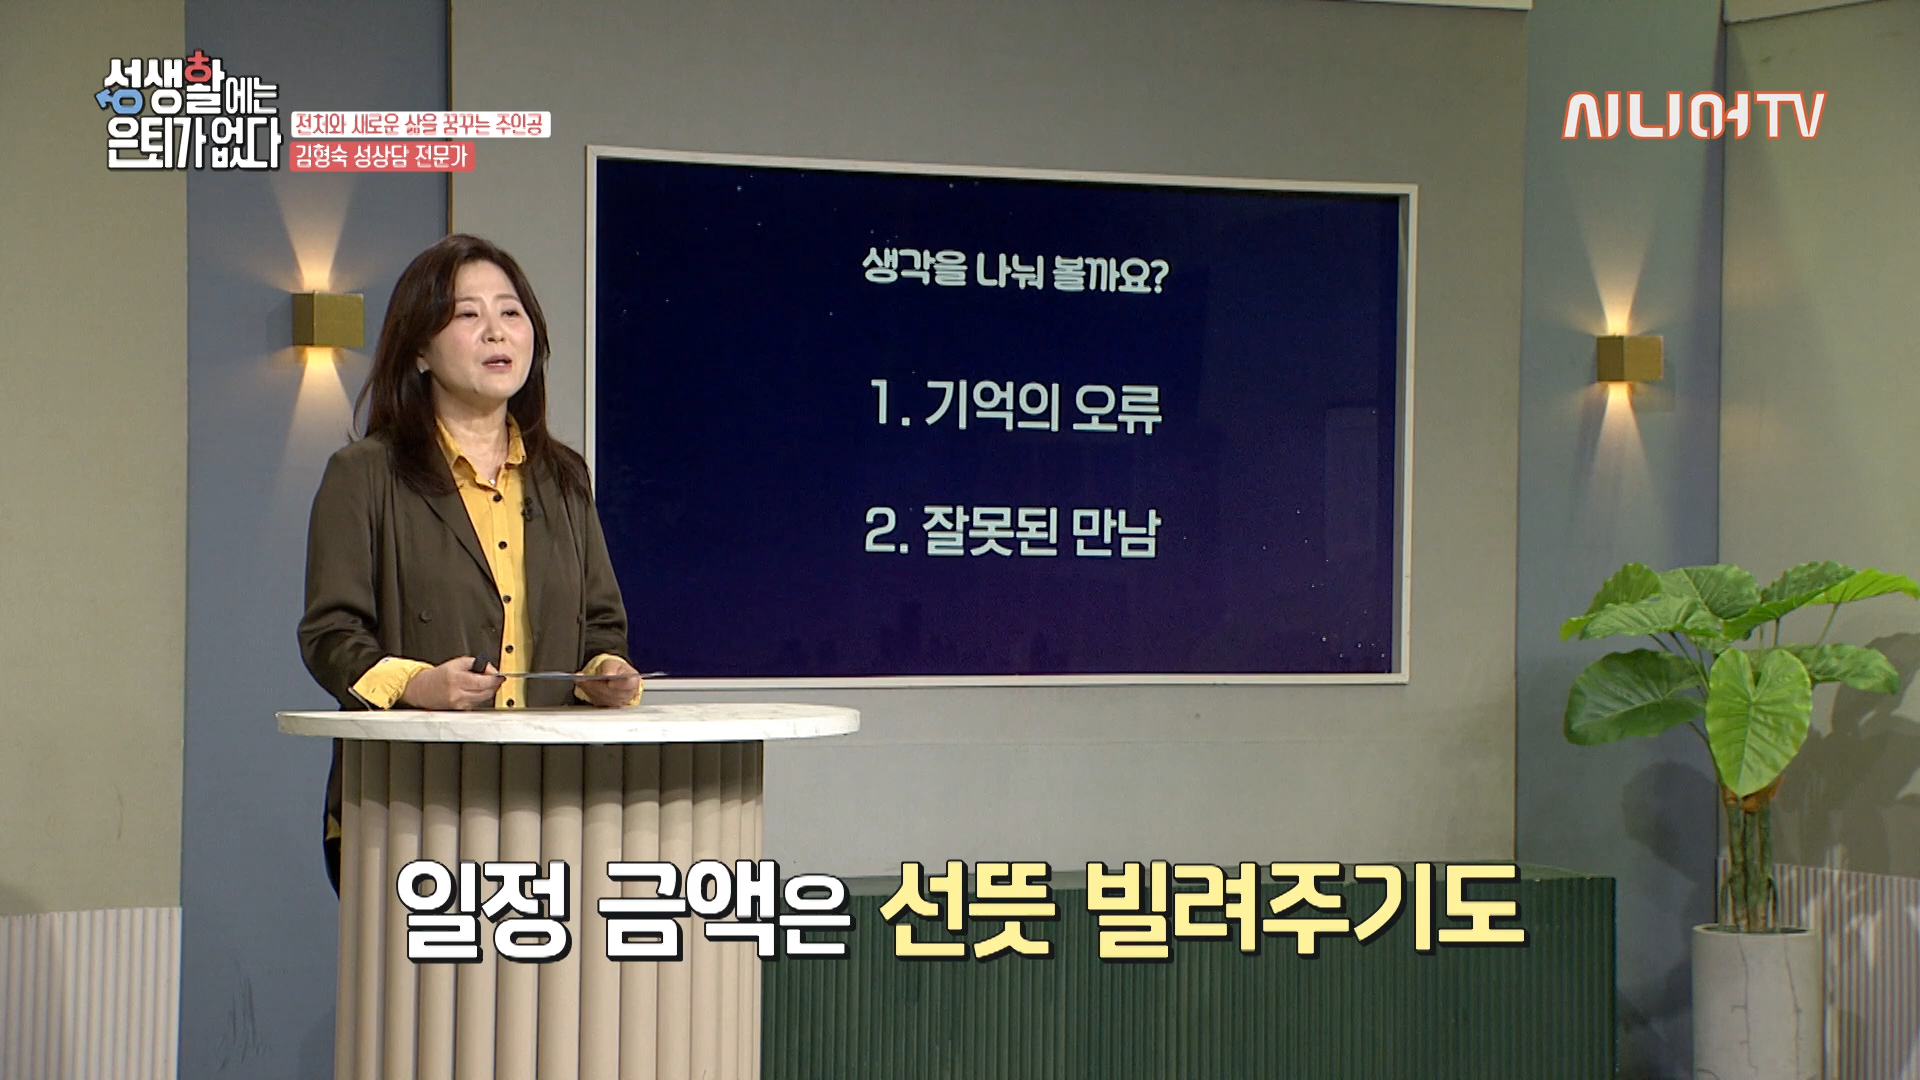 성생활에는
은퇴가 없다
전처와 새로운 삶을 꿈꾸는 주인공
김형숙 성상담 전문가
시니어TV
생각을 나눠 볼까요?
1. 기억의 오류
2. 잘못된 만남
일정 금액은 선뜻 빌려주기도